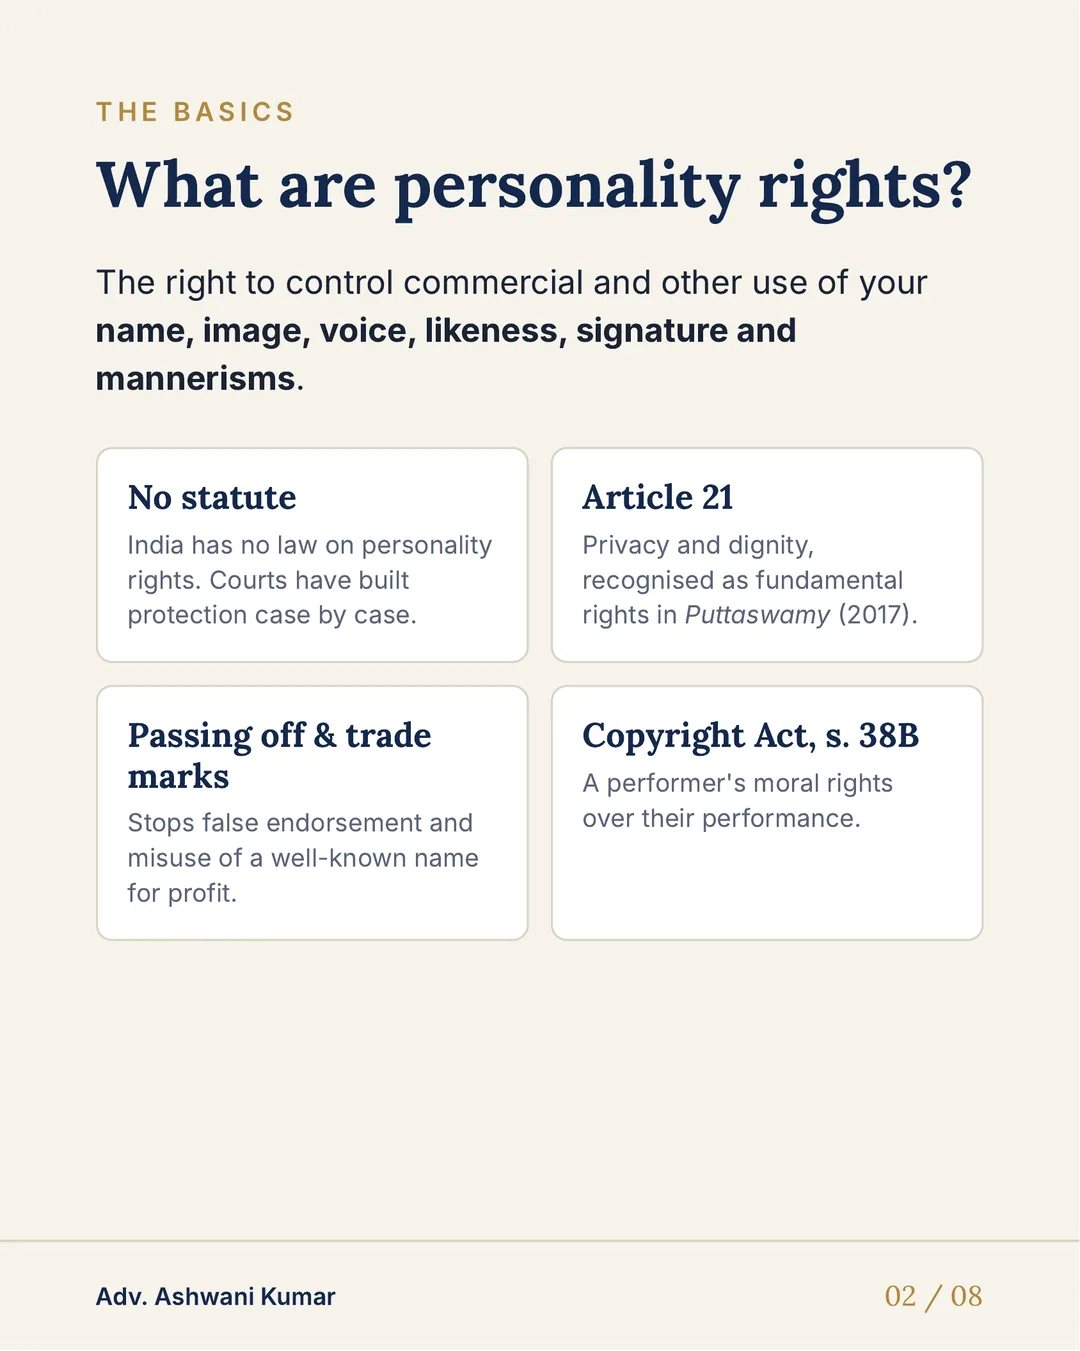 THE BASICS
What are personality rights?
The right to control commercial and other use of your
name, image, voice, likeness, signature and
mannerisms.
No statute
India has no law on personality
rights. Courts have built
protection case by case.
Article 21
Privacy and dignity,
recognised as fundamental
rights in Puttaswamy (2017).
Passing off & trade
marks
Stops false endorsement and
misuse of a well-known name
for profit.
Copyright Act, s. 38B
A performer's moral rights
over their performance.
Adv. Ashwani Kumar
02 / 08